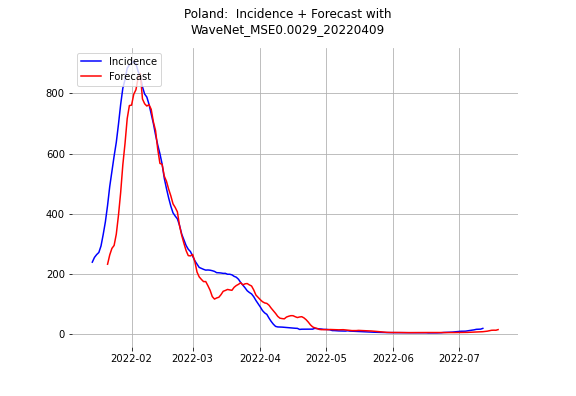 Poland:  Incidence + Forecast with
WaveNet_MSE0.0029_20220409
Incidence
Forecast
800
600
400
200
0
2022-02 2022-03 2022-04 2022-05 2022-06 2022-07